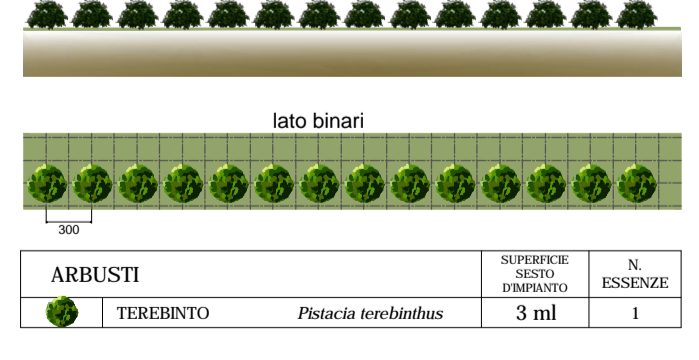 lato binari
300
ARBUSTI
SUPERFICIE
SESTO
D'IMPIANTO
N.
ESSENZE
TEREBINTO Pistacia terebinthus 3 ml 1